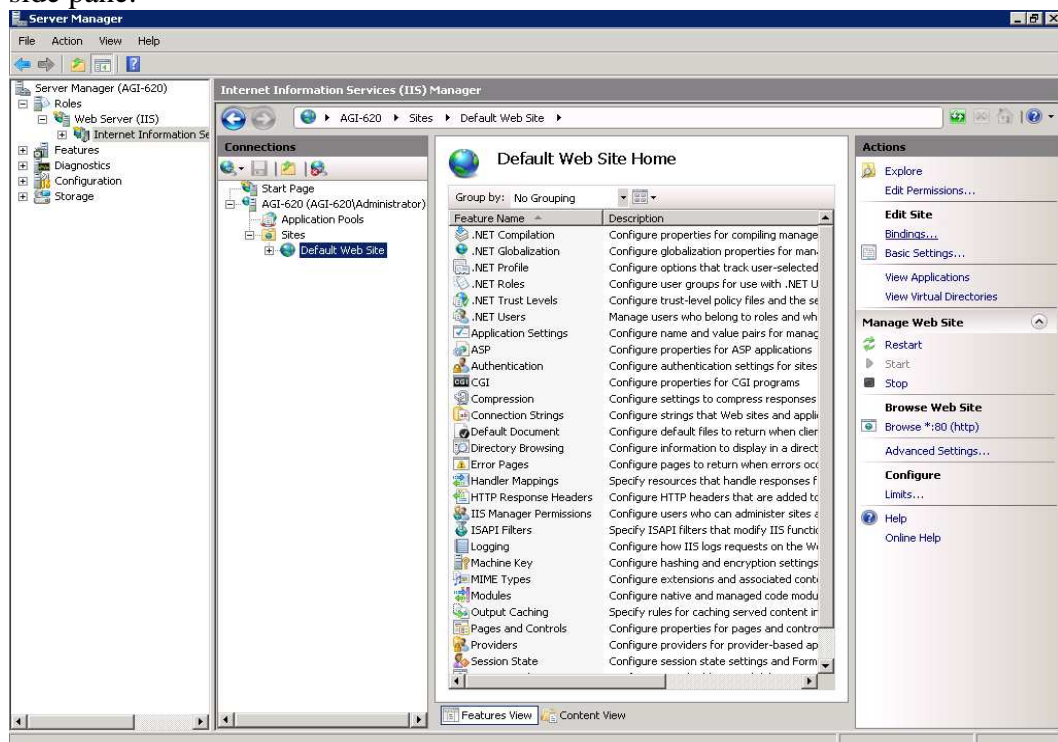 side pane.
Server Manager
File Action View Help
Server Manager (AGI-620)
Roles
Web Server (IIS)
Internet Information Se
Features
Diagnostics
Configuration
Storage
Internet Information Services (IIS) Manager
AGI-620 Sites Default Web Site
Connections
Start Page
AGI-620 (AGI-620\Administrator)
Application Pools
Sites
Default Web Site
Default Web Site Home
Group by: No Grouping
Feature Name Description
.NET Compilation Configure properties for compiling manage
.NET Globalization Configure globalization properties for man
.NET Profile Configure options that track user-selected
.NET Roles Configure user groups for use with .NET U
.NET Trust Levels Configure trust-level policy files and the se
.NET Users Manage users who belong to roles and wh
Application Settings Configure name and value pairs for manag
ASP Configure properties for ASP applications
Authentication Configure authentication settings for sites
CGI Configure properties for CGI programs
Compression Configure settings to compress responses
Connection Strings Configure strings that Web sites and appli
Default Document Configure default files to return when clien
Directory Browsing Configure information to display in a direct
Error Pages Configure pages to return when errors occ
Handler Mappings Specify resources that handle responses f
HTTP Response Headers Configure HTTP headers that are added to
IIS Manager Permissions Configure users who can administer sites a
ISAPI Filters Specify ISAPI filters that modify IIS functio
Logging Configure how IIS logs requests on the We
Machine Key Configure hashing and encryption settings
MIME Types Configure extensions and associated conte
Modules Configure native and managed code modu
Output Caching Specify rules for caching served content in
Pages and Controls Configure properties for pages and contro
Providers Configure providers for provider-based ap
Session State Configure session state settings and Form
Features View Content View
Actions
Explore
Edit Permissions...
Edit Site
Bindings...
Basic Settings...
View Applications
View Virtual Directories
Manage Web Site
Restart
Start
Stop
Browse Web Site
Browse *:80 (http)
Advanced Settings...
Configure
Limits...
Help
Online Help